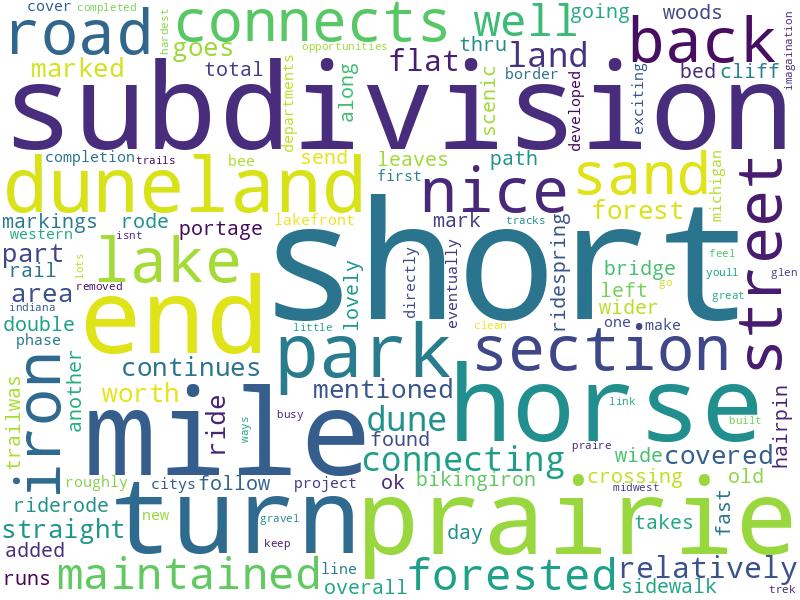 cover completed
road hardest connects well going woods
goes opportunities thru back imagaination
marked total flat land border bed cliff
subdivision
departments along scenic developed exciting
completion trails bee send leaves path
duneland first nice sand michigan street
markings rode lakefront mark tracks forest
western isnt portage short
part lake lots lovely directly eventually ridespring bridge feel
rail removed end left youll glen
area wider go great
indiana
double little clean one make
phase park section
iron another continues
trailwas worth mile ride mentioned horse hairpin
busy dune link
ways found built
connecting praire wide covered
roughly citys follow project ok bikingiron crossing old
riderode new turn midwest prairie
straight gravel day takes fast
added keep
runs maintained line forested relatively
overall sidewalk trek